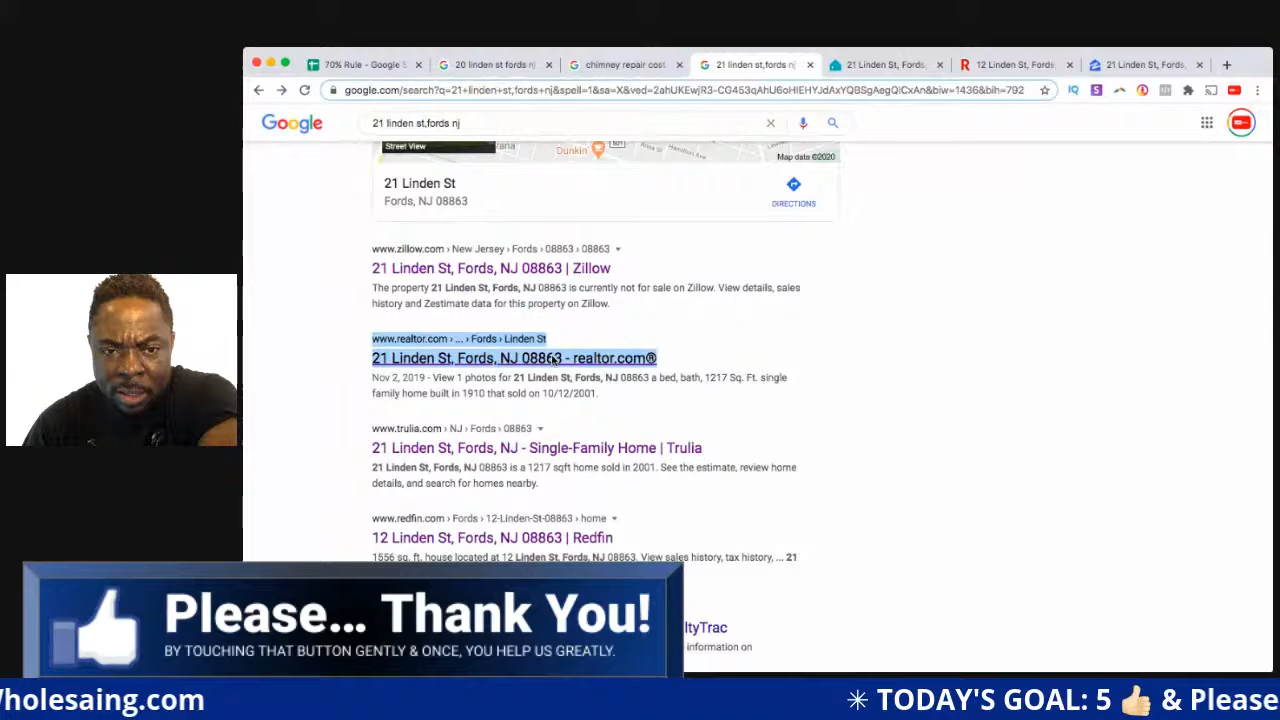 70% Rule - Google S
20 linden st fords nj
chimney repair cost
21 linden st,fords nj
21 Linden St, Fords,
12 Linden St, Fords,
21 Linden St, Fords,
google.com/search?q=21+linden+st,fords+nj&spell=1&sa=X&ved=2ahUKEwjR3-CG453qAhU6oHIEHYJdAxYQBSgAegQICxAn&biw=1436&bih=792
Google
21 linden st,fords nj
Street View
Dunkin'
Map data ©2020
21 Linden St
Fords, NJ 08863
DIRECTIONS
www.zillow.com › New Jersey › Fords › 08863 › 08863
21 Linden St, Fords, NJ 08863 | Zillow
The property 21 Linden St, Fords, NJ 08863 is currently not for sale on Zillow. View details, sales
history and Zestimate data for this property on Zillow.
www.realtor.com › ... › Fords › Linden St
21 Linden St, Fords, NJ 08863 - realtor.com®
Nov 2, 2019 - View 1 photos for 21 Linden St, Fords, NJ 08863 a bed, bath, 1217 Sq. Ft. single
family home built in 1910 that sold on 10/12/2001.
www.trulia.com › NJ › Fords › 08863
21 Linden St, Fords, NJ - Single-Family Home | Trulia
21 Linden St, Fords, NJ 08863 is a 1217 sqft home sold in 2001. See the estimate, review home
details, and search for homes nearby.
www.redfin.com › Fords › 12-Linden-St-08863 › home
12 Linden St, Fords, NJ 08863 | Redfin
1556 sq. ft. house located at 12 Linden St, Fords, NJ 08863. View sales history, tax history, ... 21
ltyTrac
information on
Please... Thank You!
BY TOUCHING THAT BUTTON GENTLY & ONCE, YOU HELP US GREATLY.
Wholesaing.com
✳ TODAY'S GOAL: 5 👍 & Please